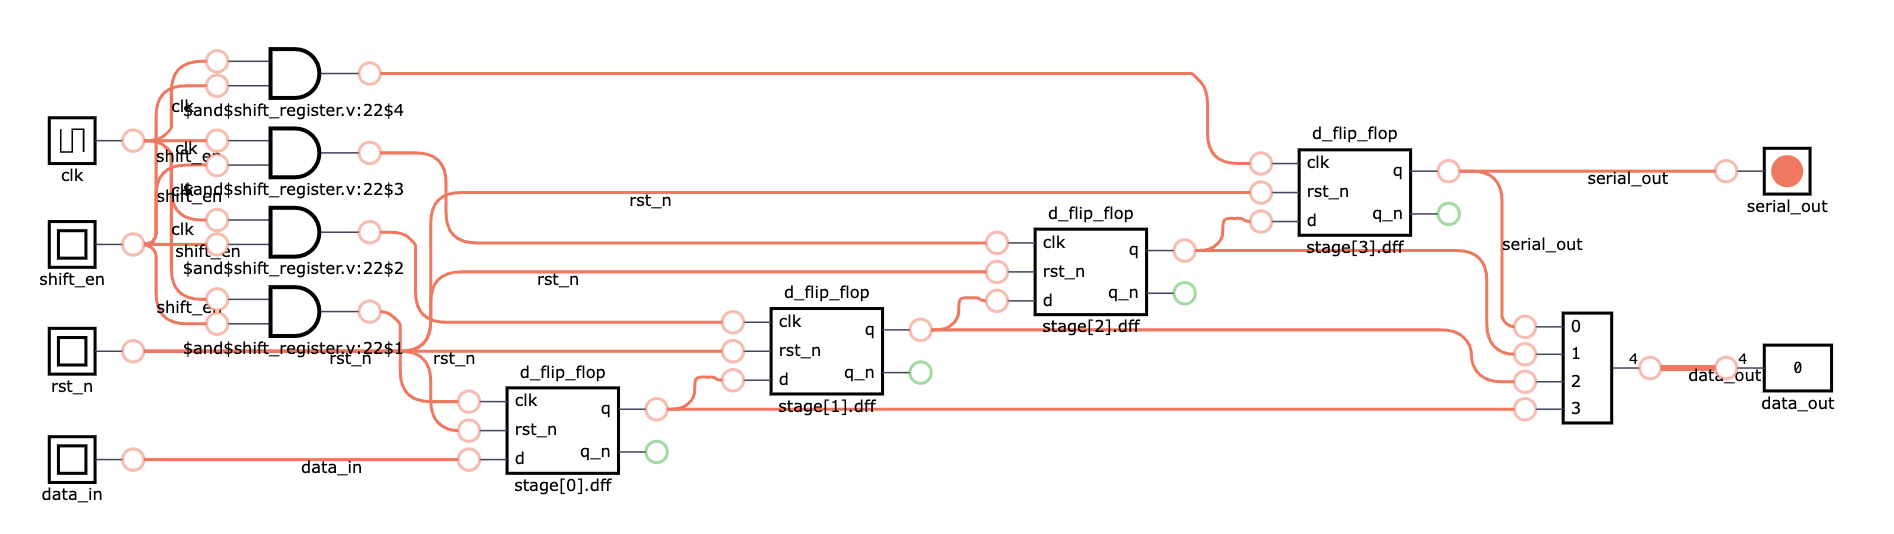 clk
shift_en
rst_n
data_in
clk
$and$shift_register.v:22$4
clk
shift_en
$and$shift_register.v:22$3
clk
shift_en
clk
shift_en
$and$shift_register.v:22$2
shift_en
$and$shift_register.v:22$1
rst_n
rst_n
rst_n
rst_n
data_in
d_flip_flop
clk
rst_n
d
q
q_n
stage[0].dff
d_flip_flop
clk
rst_n
d
q
q_n
stage[1].dff
d_flip_flop
clk
rst_n
d
q
q_n
stage[2].dff
d_flip_flop
clk
rst_n
d
q
q_n
stage[3].dff
serial_out
serial_out
serial_out
0
1
2
3
4
4
data_out
0
data_out